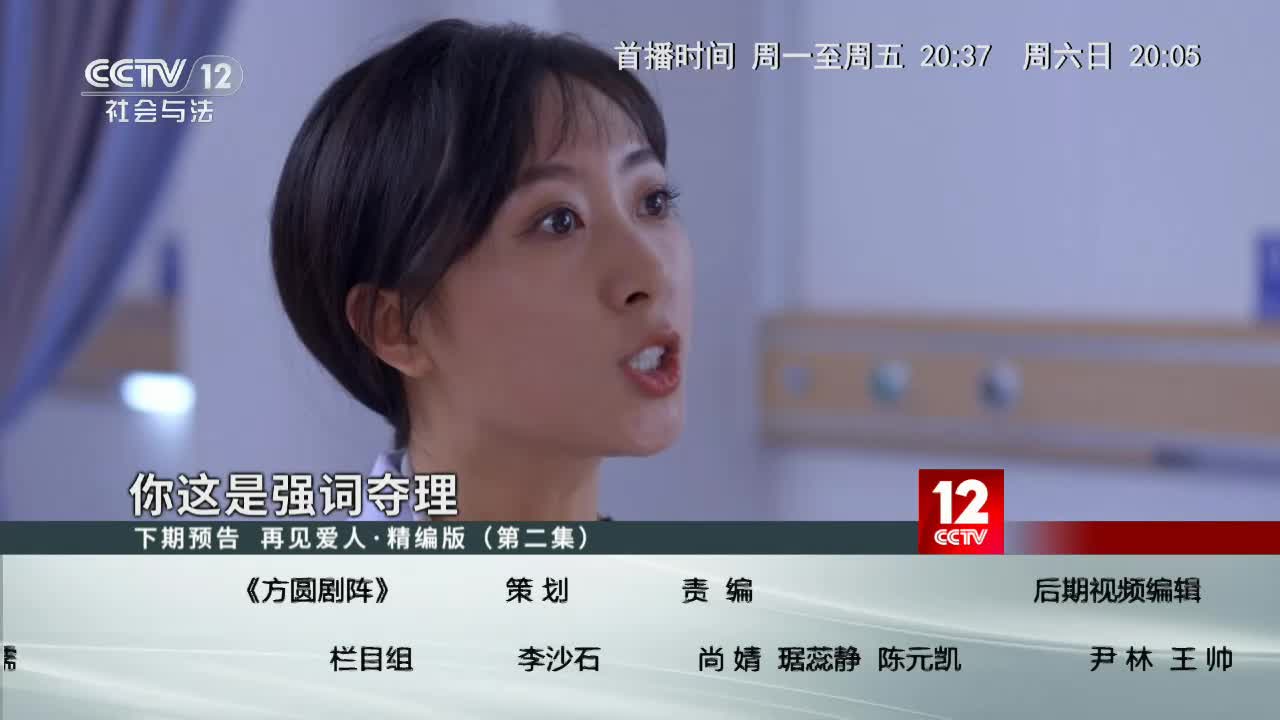 首播时间 周一至周五 20:37 周六日 20:05
CCTV 12
社会与法
你这是强词夺理
下期预告 再见爱人·精编版（第二集）
12
CCTV
《方圆剧阵》 策 划 责 编 后期视频编辑
栏目组 李沙石 尚 婧 琚蕊静 陈元凯 尹 林 王 帅